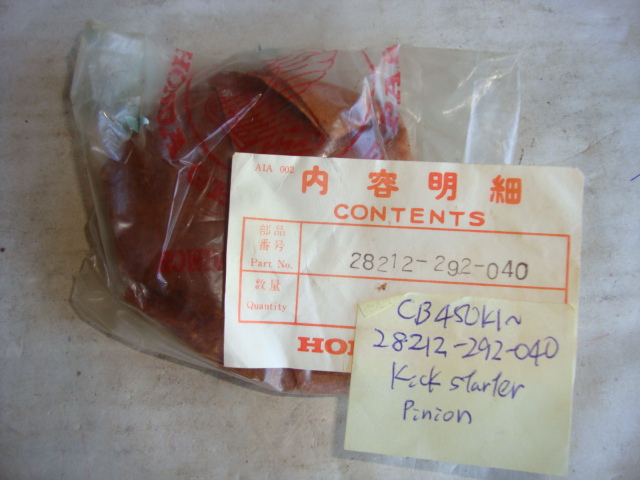 HONDA
AIA 002
内容明細
CONTENTS
部品
番号
Part No.
28212-292-040
数量
Quantity
HON
CB450K1~
28212-292-040
Kick starter
Pinion